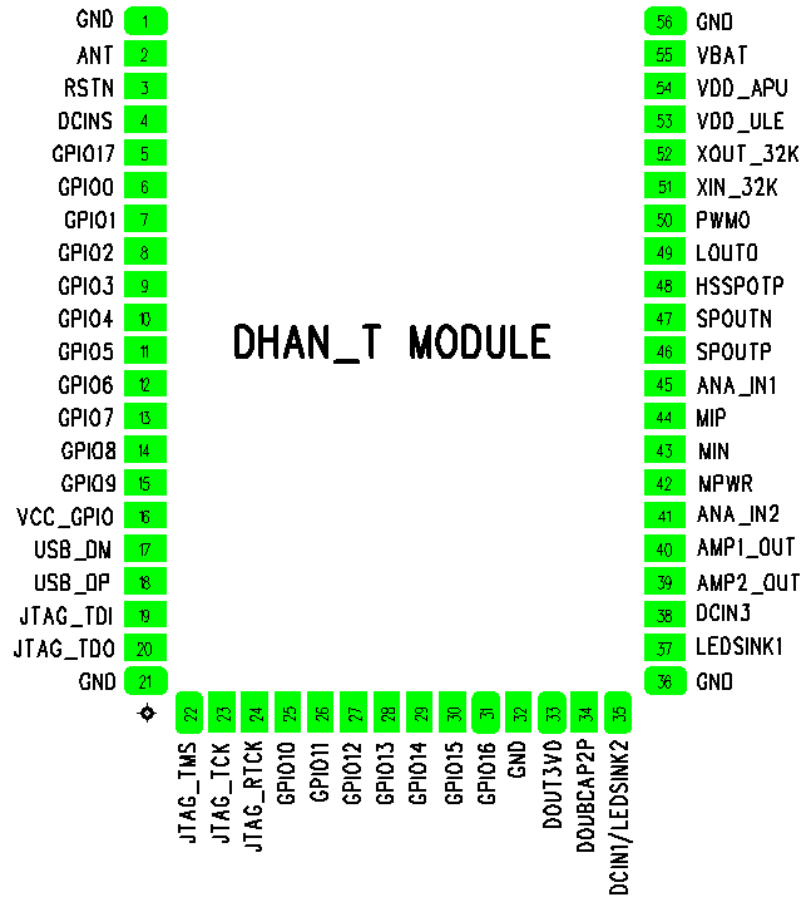 GND 1
ANT 2
RSTN 3
DCINS 4
GPIO17 5
GPIO0 6
GPIO1 7
GPIO2 8
GPIO3 9
GPIO4 10
GPIO5 11
GPIO6 12
GPIO7 13
GPIO8 14
GPIO9 15
VCC_GPIO 16
USB_DM 17
USB_DP 18
JTAG_TDI 19
JTAG_TDO 20
GND 21
DHAN_T MODULE
56 GND
55 VBAT
54 VDD_APU
53 VDD_ULE
52 XOUT_32K
51 XIN_32K
50 PWM0
49 LOUT0
48 HSSPOTP
47 SPOUTN
46 SPOUTP
45 ANA_IN1
44 MIP
43 MIN
42 MPWR
41 ANA_IN2
40 AMP1_OUT
39 AMP2_OUT
38 DCIN3
37 LEDSINK1
36 GND
22 JTAG_TMS
23 JTAG_TCK
24 JTAG_RTCK
25 GPIO10
26 GPIO11
27 GPIO12
28 GPIO13
29 GPIO14
30 GPIO15
31 GPIO16
32 GND
33 DOUT3VD
34 DOUBCAP2P
35 DCIN1/LEDSINK2